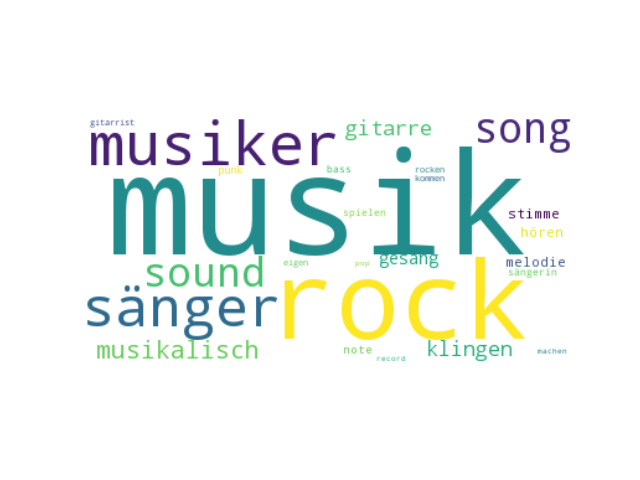 gitarrist
musiker
gitarre
song
punk
bass
rocken
kommen
musik
spielen
stimme
hören
sound
eigen
pop
gesang
melodie
sängerin
sänger
rock
musikalisch
note
record
klingen
machen